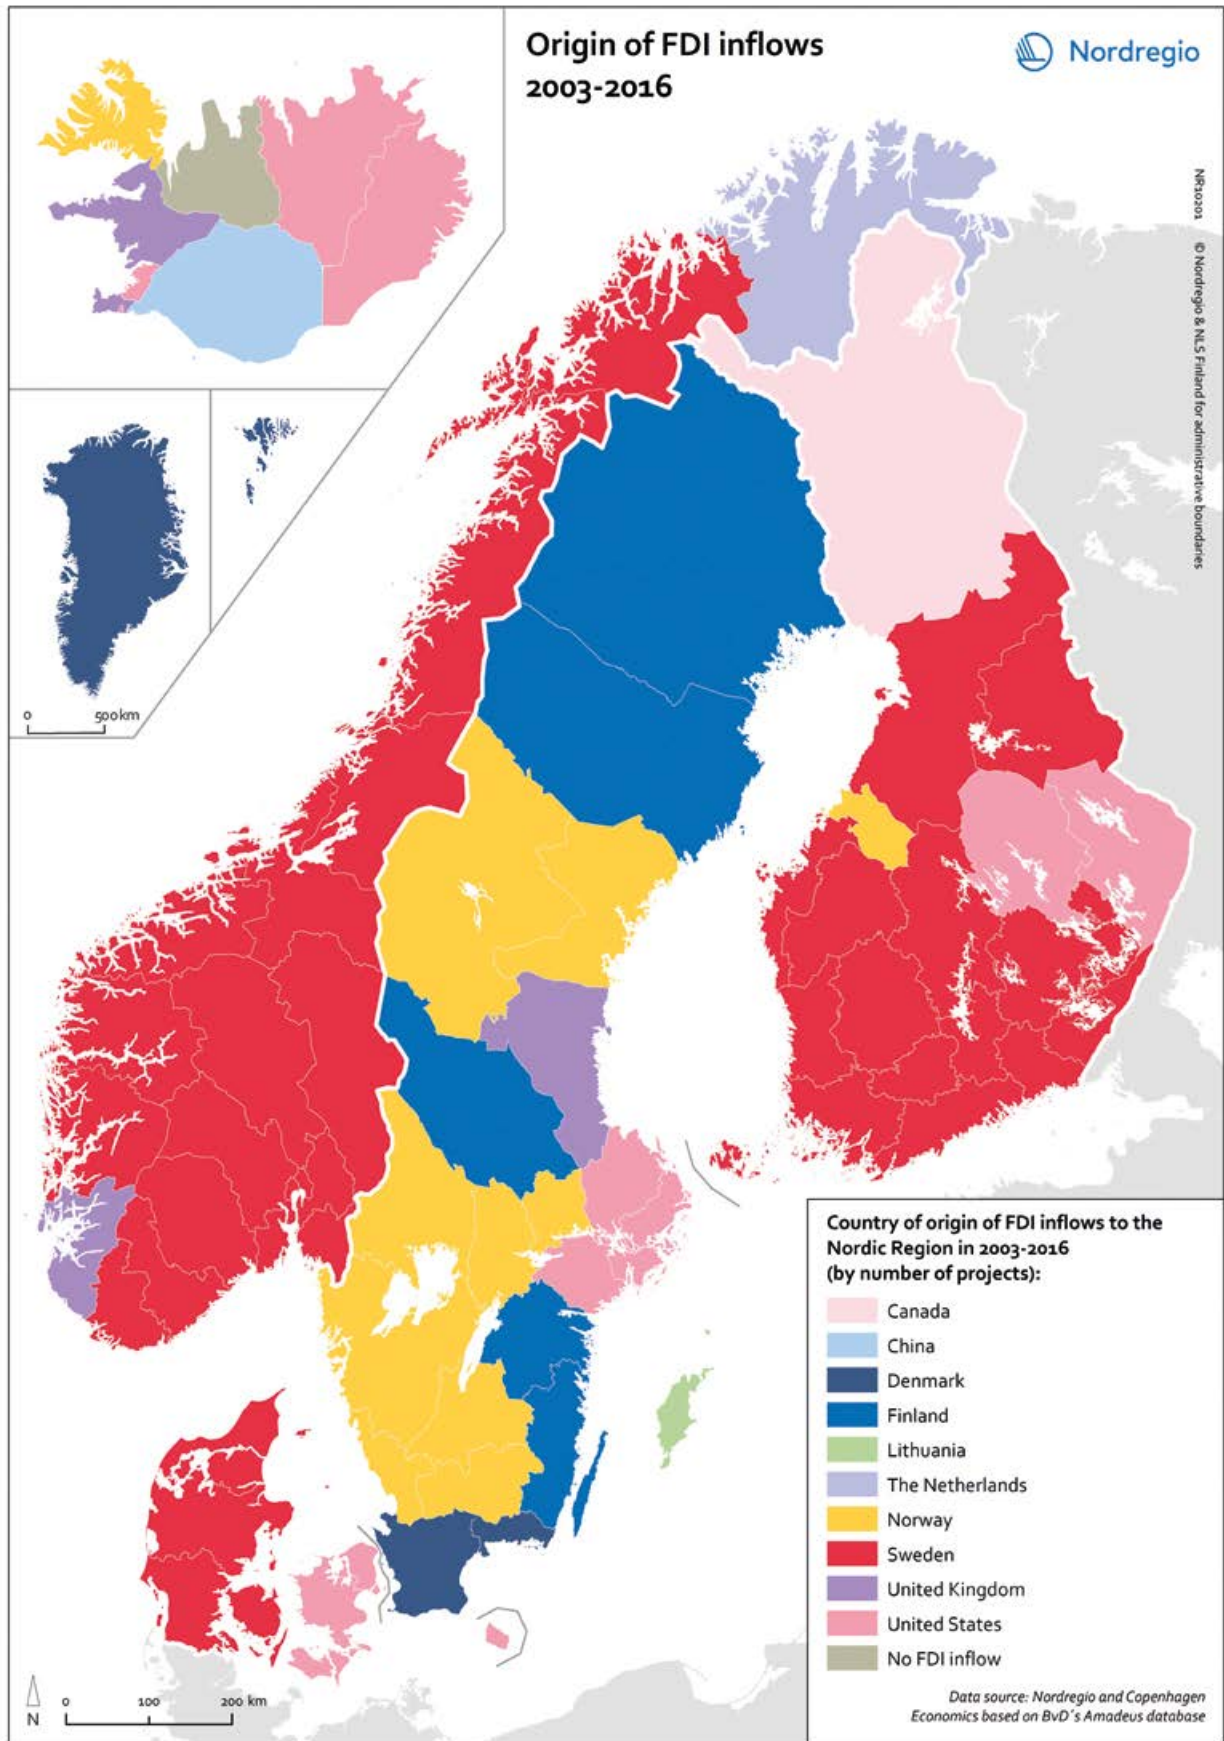 Origin of FDI inflows
2003-2016
Nordregio
NR10201 © Nordregio & NLS Finland for administrative boundaries
0 500 km
Country of origin of FDI inflows to the
Nordic Region in 2003-2016
(by number of projects):
Canada
China
Denmark
Finland
Lithuania
The Netherlands
Norway
Sweden
United Kingdom
United States
No FDI inflow
Data source: Nordregio and Copenhagen
Economics based on BvD´s Amadeus database
N
0 100 200 km